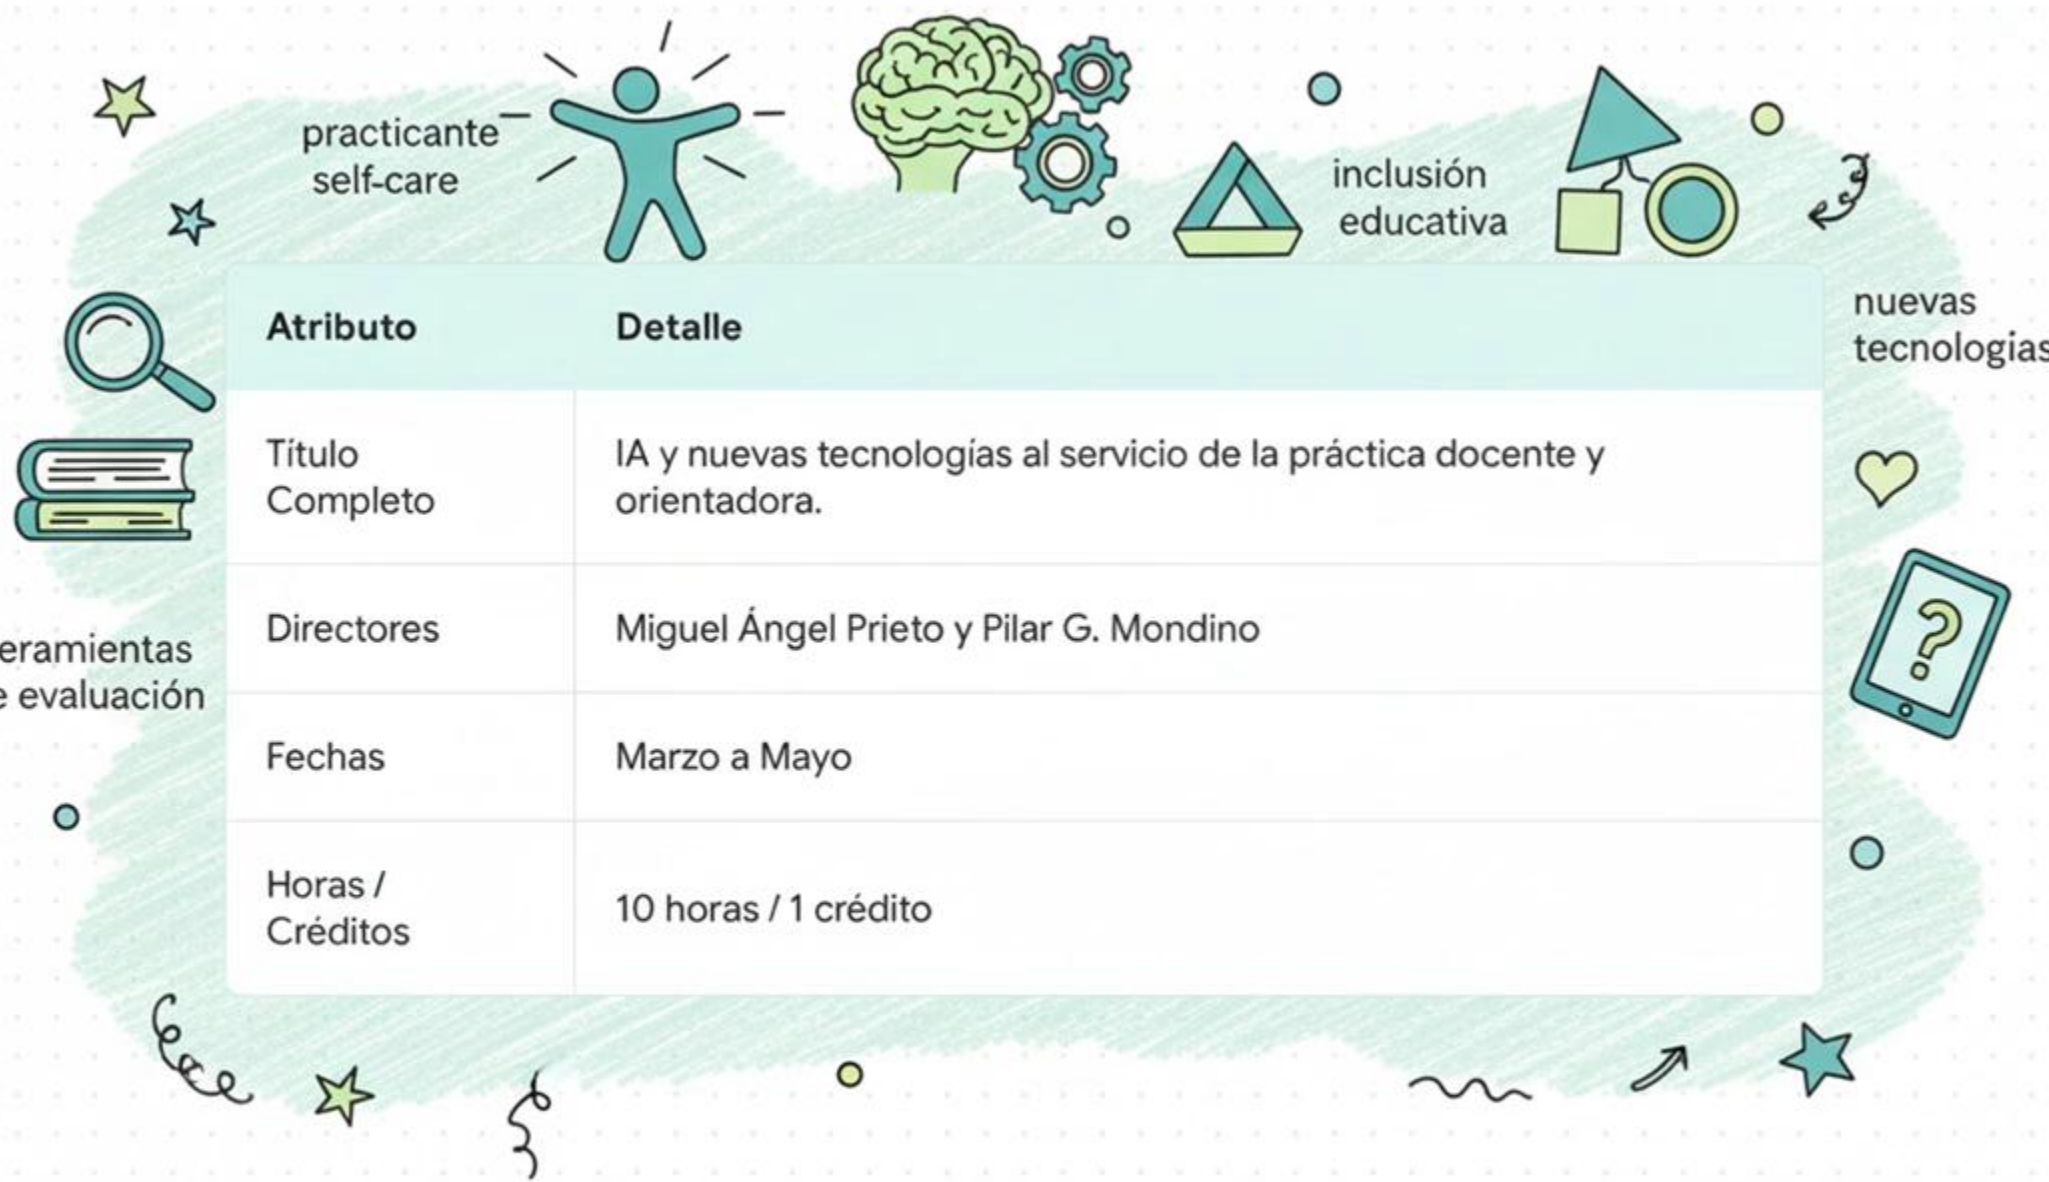 practicante
self-care
inclusión
educativa
nuevas
tecnologias
Atributo Detalle
Título
Completo
IA y nuevas tecnologías al servicio de la práctica docente y
orientadora.
eramientas
e evaluación
Directores
Miguel Ángel Prieto y Pilar G. Mondino
Fechas
Marzo a Mayo
Horas /
Créditos
10 horas / 1 crédito
?